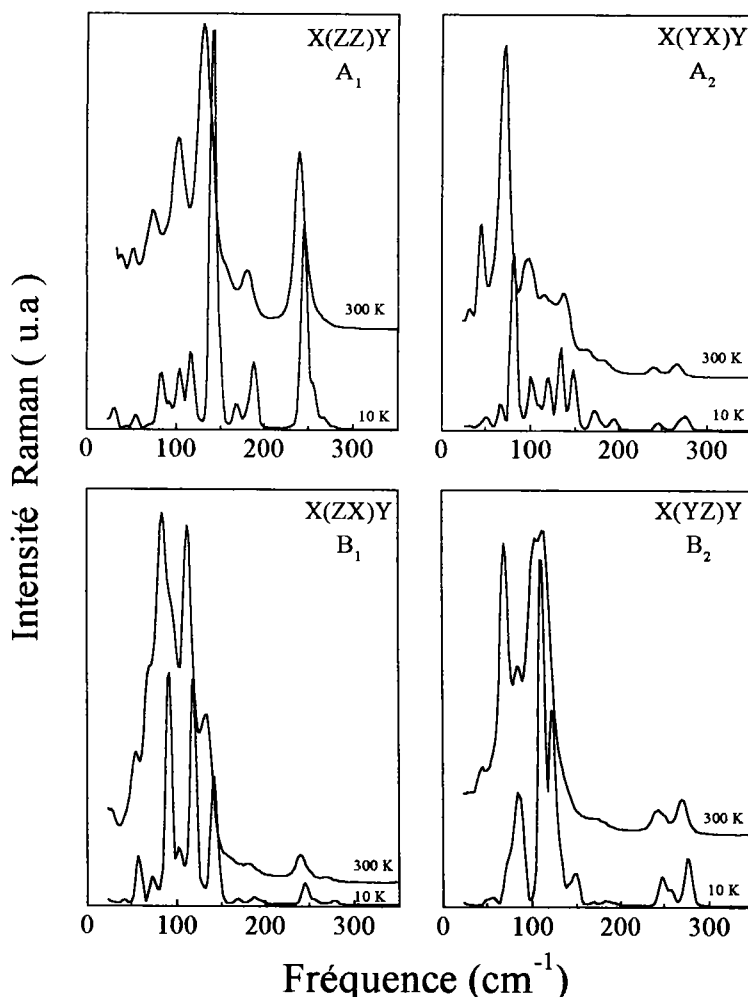 X(ZZ)Y
A₁
300 K
10 K
0 100 200 300
X(YX)Y
A₂
300 K
10 K
0 100 200 300
Intensité Raman ( u.a )
X(ZX)Y
B₁
300 K
10 K
0 100 200 300
X(YZ)Y
B₂
300 K
10 K
0 100 200 300
Fréquence (cm⁻¹)